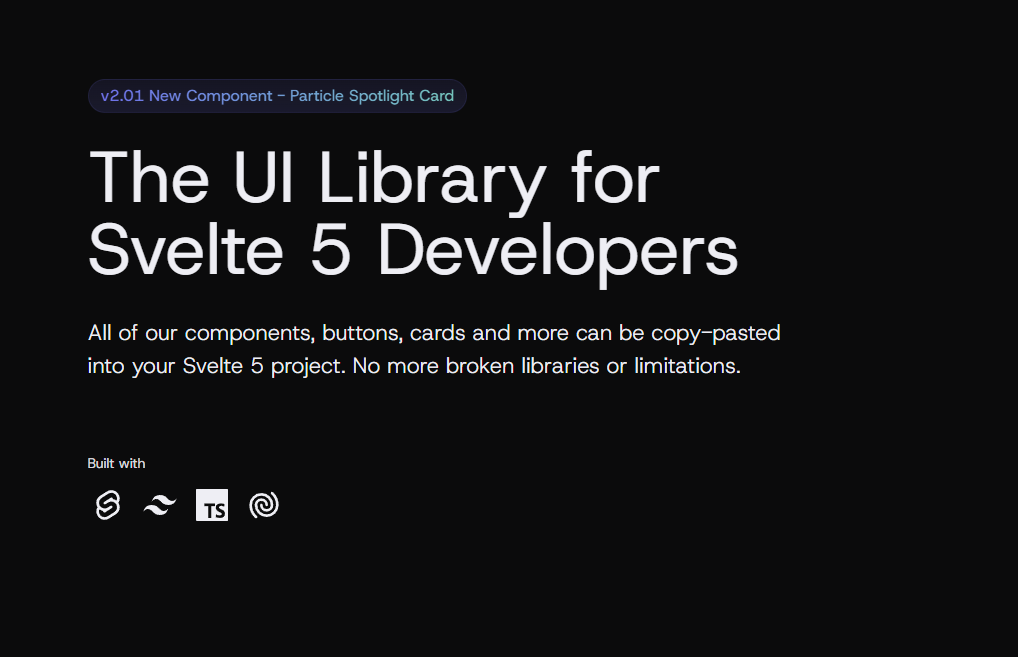 v2.01 New Component - Particle Spotlight Card
The UI Library for
Svelte 5 Developers
All of our components, buttons, cards and more can be copy-pasted
into your Svelte 5 project. No more broken libraries or limitations.
Built with
TS